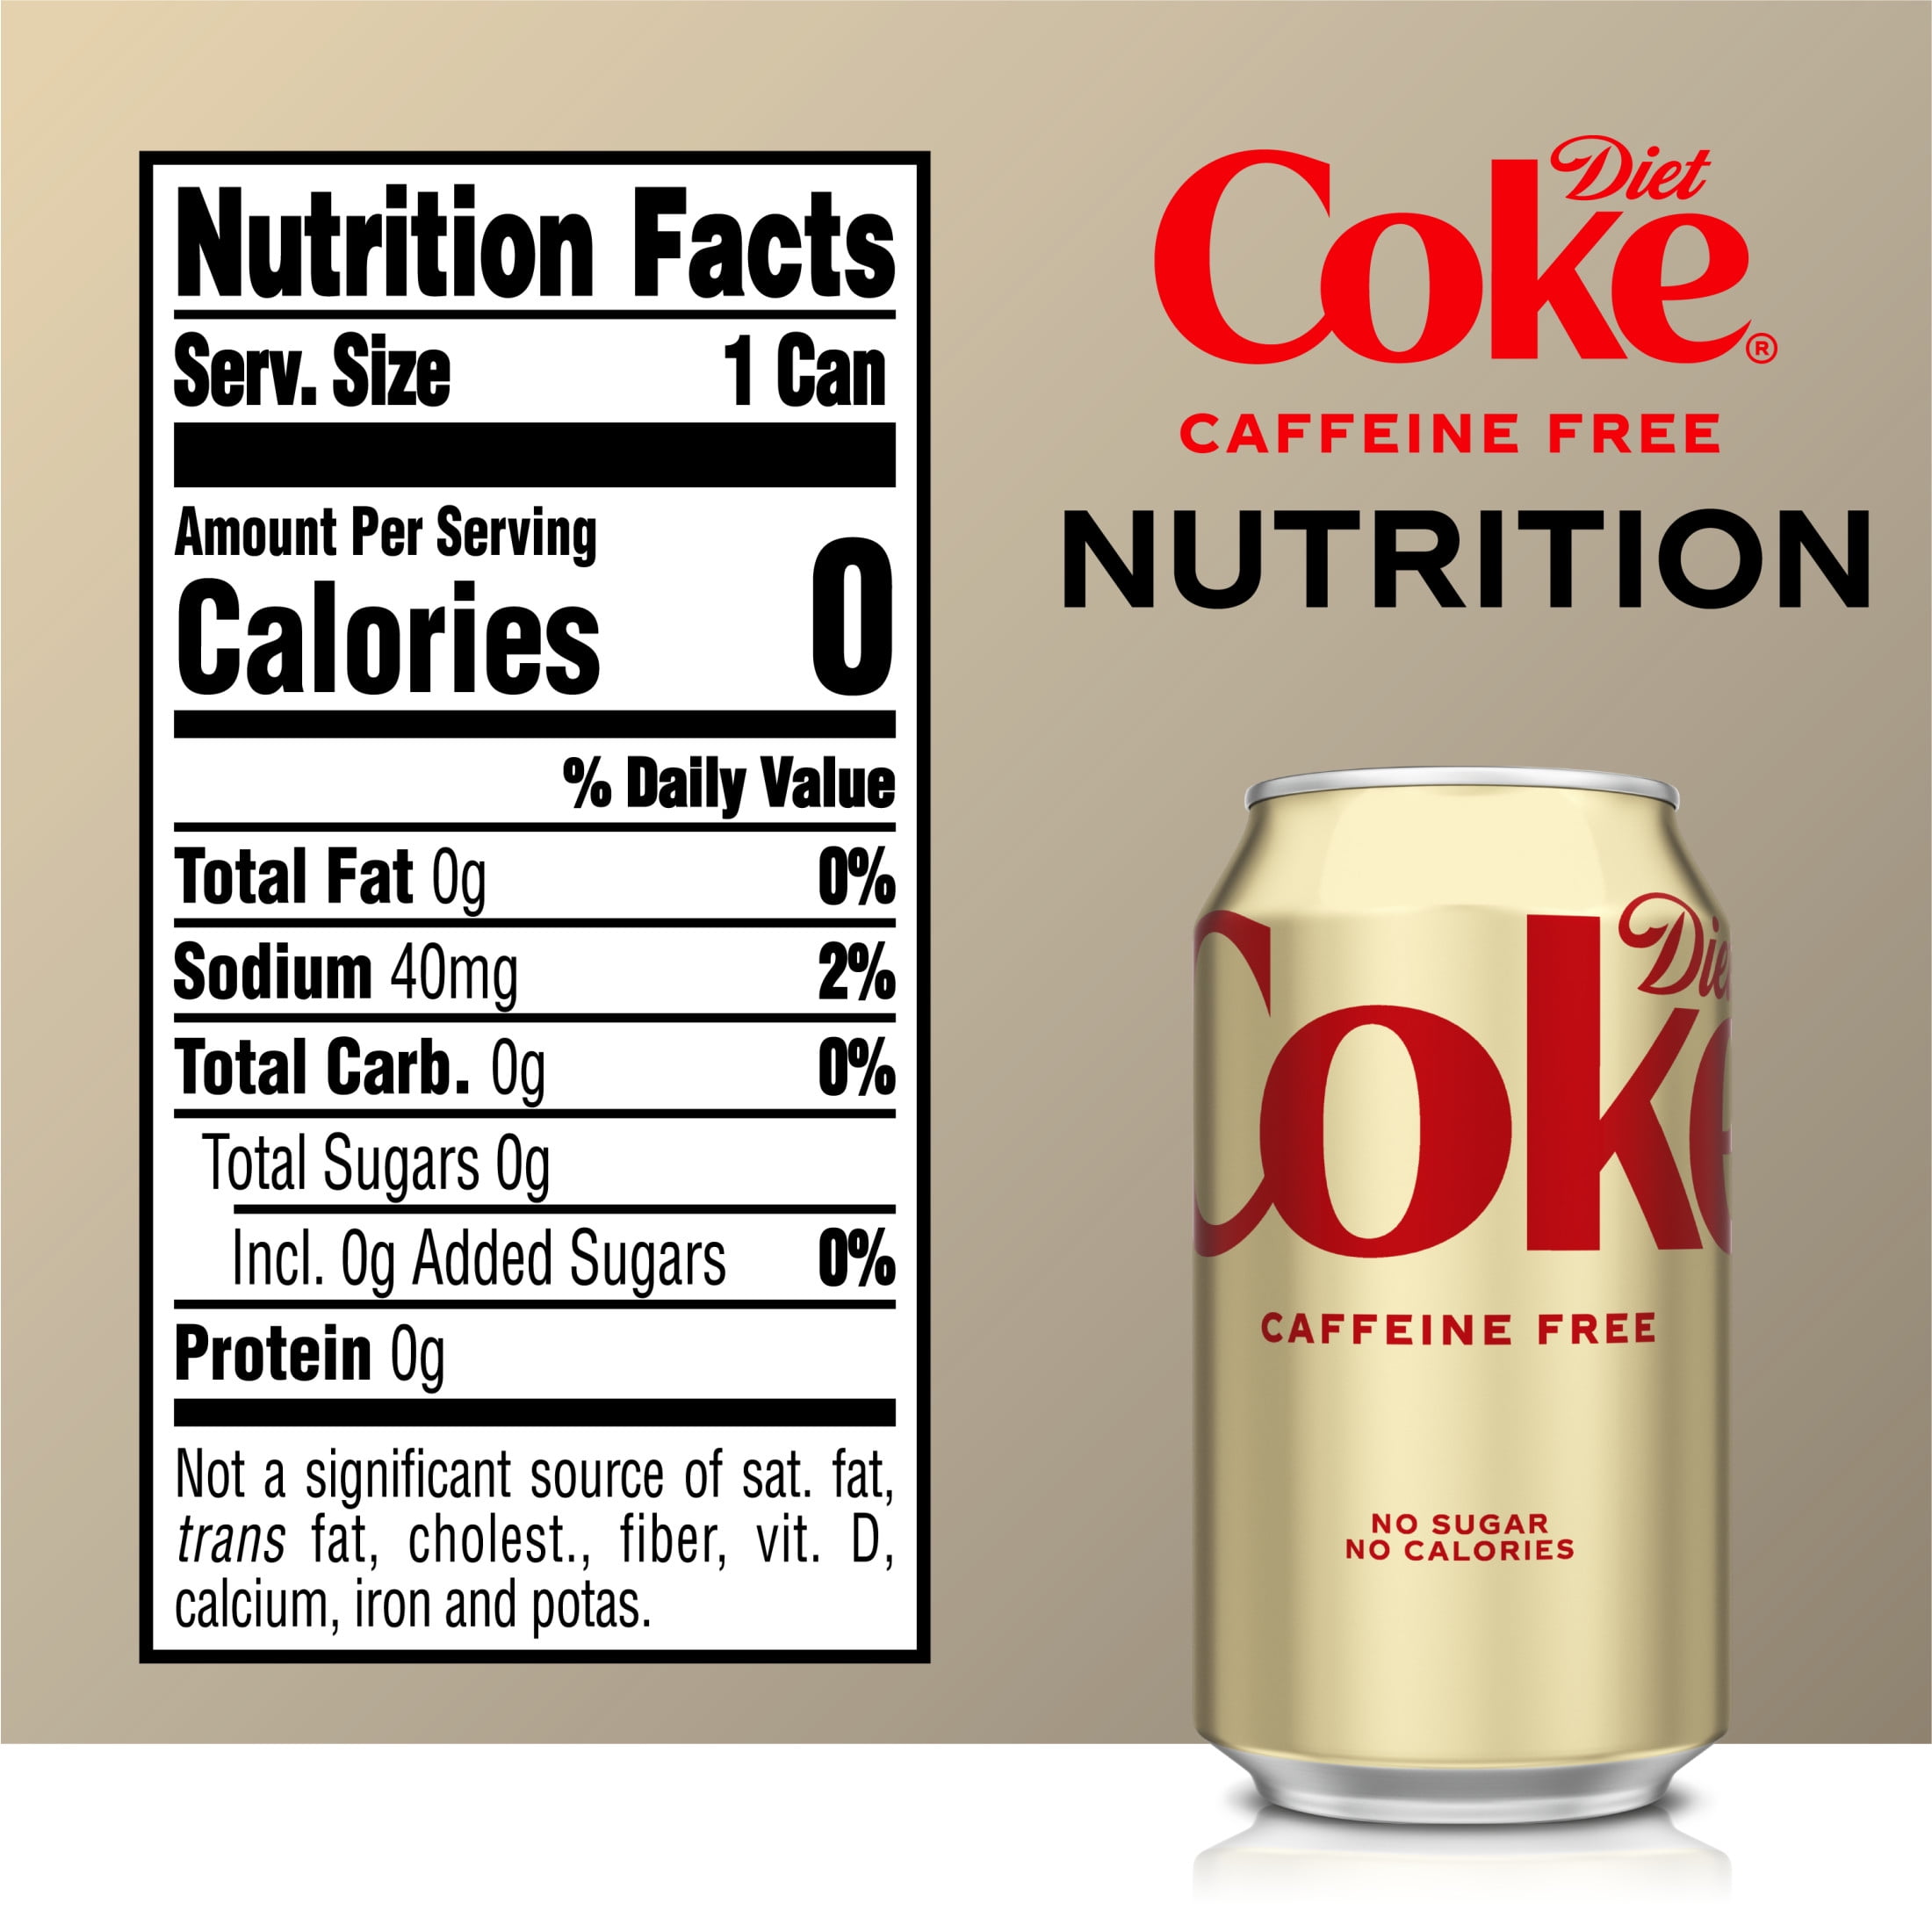 Nutrition Facts
Serv. Size 1 Can
Amount Per Serving
Calories 0
% Daily Value
Total Fat 0g 0%
Sodium 40mg 2%
Total Carb. 0g 0%
Total Sugars 0g
Incl. 0g Added Sugars 0%
Protein 0g
Not a significant source of sat. fat,
trans fat, cholest., fiber, vit. D,
calcium, iron and potas.
Diet
Coke®
CAFFEINE FREE
NUTRITION
Diet
Coke
CAFFEINE FREE
NO SUGAR
NO CALORIES